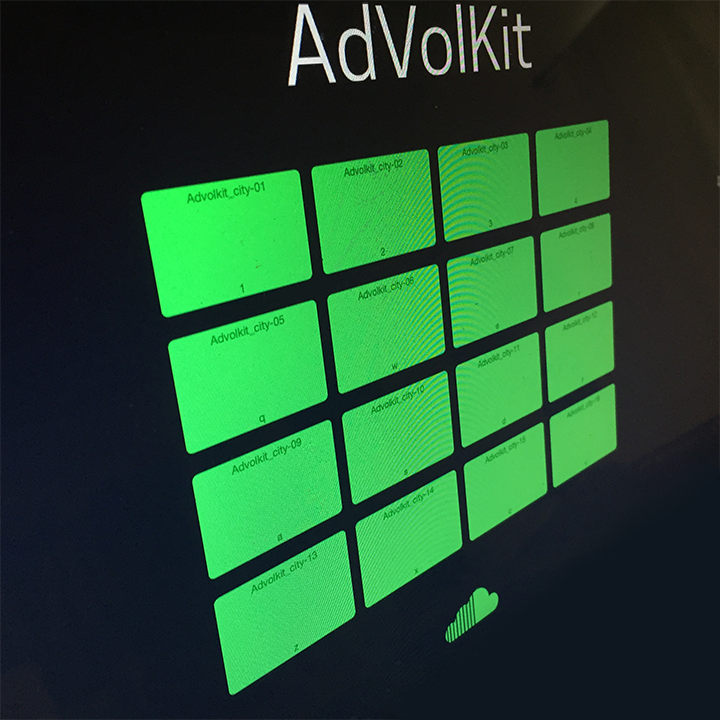 AdVolKit
Advolkit_city-01
1
Advolkit_city-02
2
Advolkit_city-03
3
Advolkit_city-04
4
Advolkit_city-05
q
Advolkit_city-06
w
Advolkit_city-07
e
Advolkit_city-08
Advolkit_city-09
a
Advolkit_city-10
s
Advolkit_city-11
d
Advolkit_city-12
Advolkit_city-13
z
Advolkit_city-14
x
Advolkit_city-15
c
Advolkit_city-16